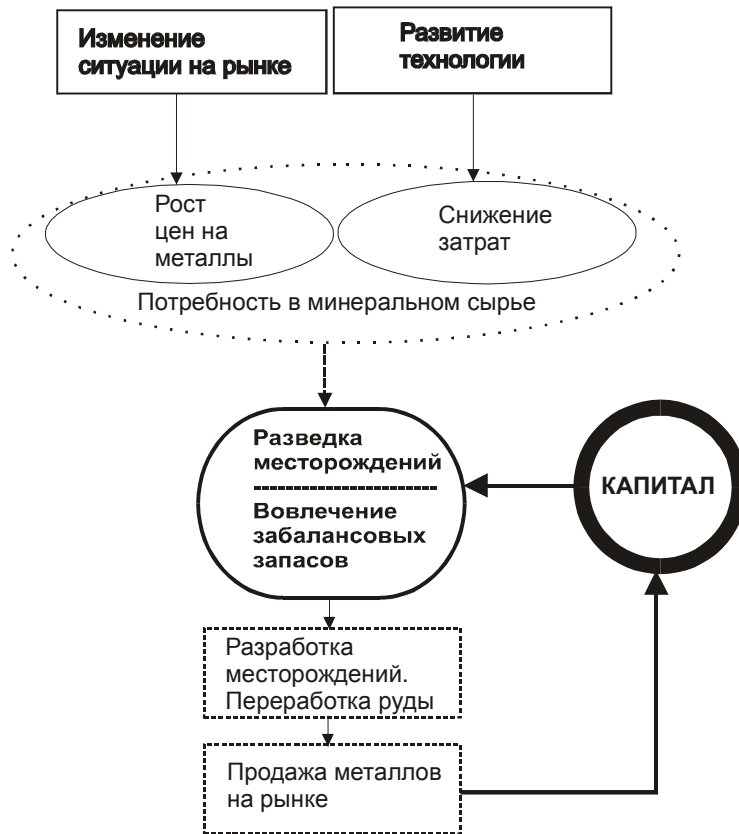 Изменение
ситуации на рынке
Развитие
технологии
Рост
цен на
металлы
Снижение
затрат
Потребность в минеральном сырье
Разведка
месторождений
Вовлечение
забалансовых
запасов
КАПИТАЛ
Разработка
месторождений.
Переработка руды
Продажа металлов
на рынке